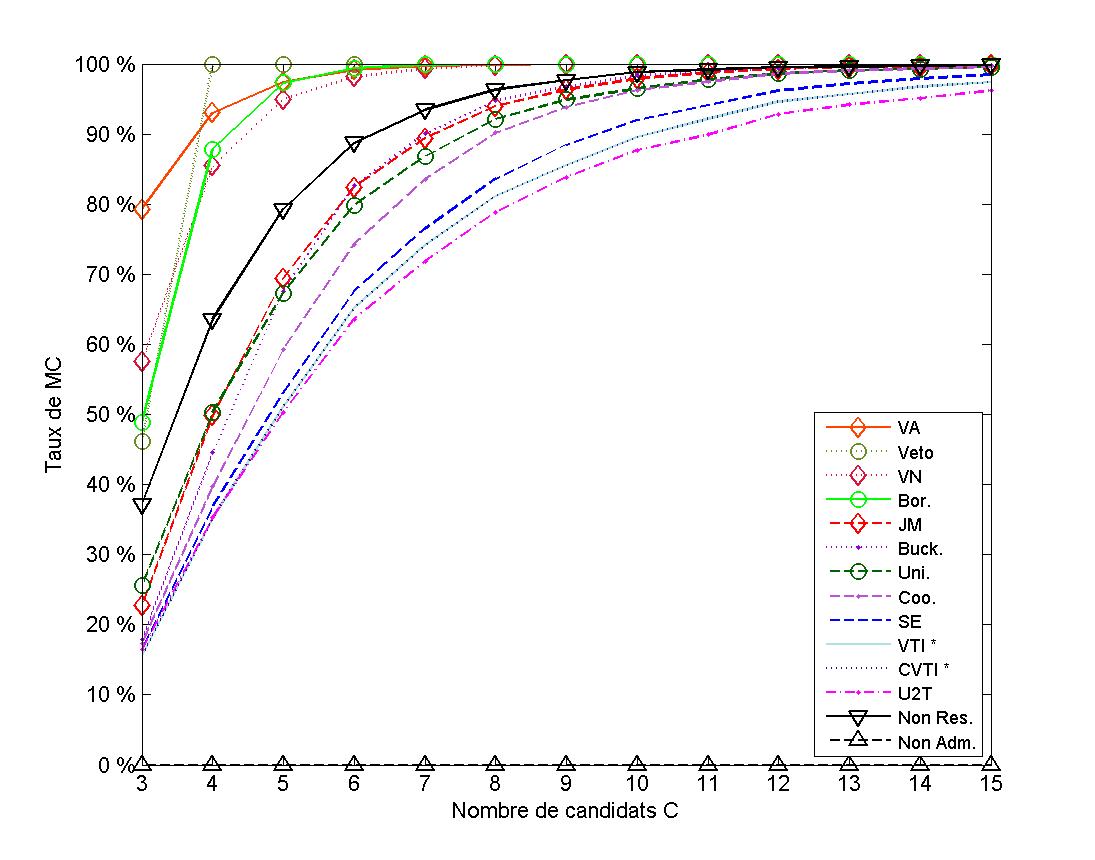 100 %
90 %
80 %
70 %
60 %
50 %
40 %
30 %
20 %
10 %
0 %
Taux de MC
3 4 5 6 7 8 9 10 11 12 13 14 15
Nombre de candidats C
VA
Veto
VN
Bor.
JM
Buck.
Uni.
Coo.
SE
VTI *
CVTI *
U2T
Non Res.
Non Adm.